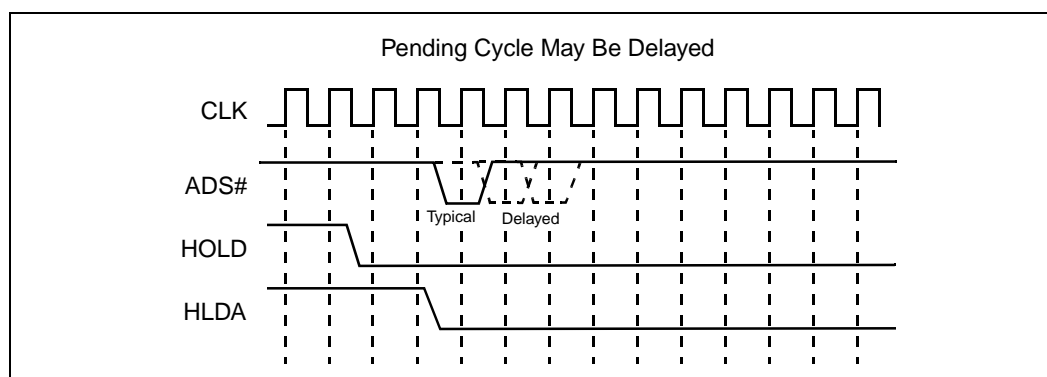 Pending Cycle May Be Delayed
CLK
ADS#
Typical Delayed
HOLD
HLDA